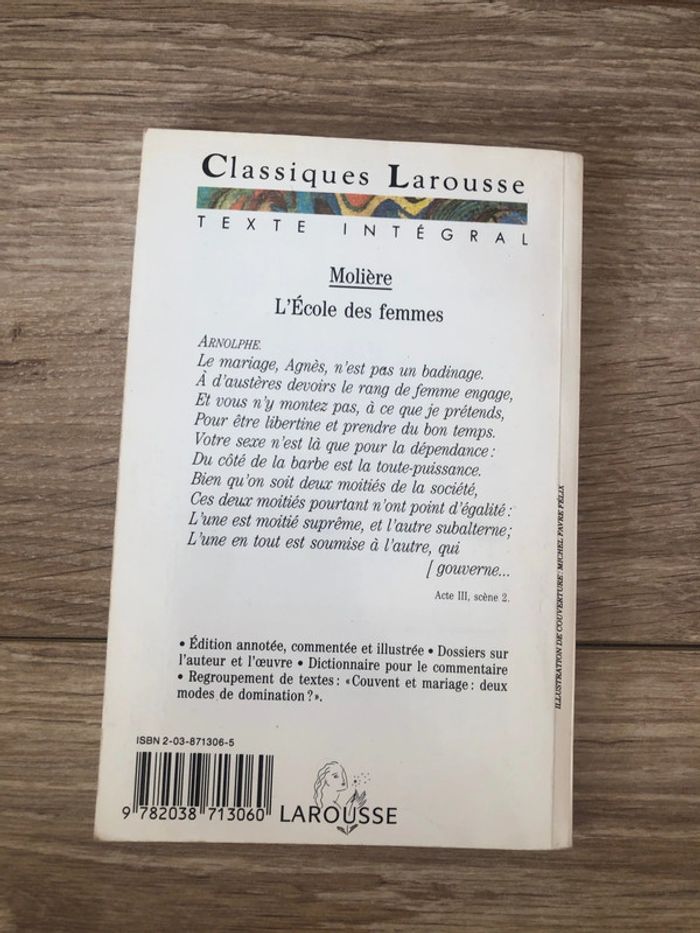 Classiques Larousse
TEXTE INTÉGRAL
Molière
L'École des femmes
ARNOLPHE.
Le mariage, Agnès, n'est pas un badinage.
À d'austères devoirs le rang de femme engage,
Et vous n'y montez pas, à ce que je prétends,
Pour être libertine et prendre du bon temps.
Votre sexe n'est là que pour la dépendance :
Du côté de la barbe est la toute-puissance.
Bien qu'on soit deux moitiés de la société,
Ces deux moitiés pourtant n'ont point d'égalité :
L'une est moitié suprême, et l'autre subalterne;
L'une en tout est soumise à l'autre, qui
[ gouverne...
Acte III, scène 2.
• Édition annotée, commentée et illustrée • Dossiers sur
l'auteur et l'œuvre • Dictionnaire pour le commentaire
• Regroupement de textes : «Couvent et mariage : deux
modes de domination ?».
ISBN 2-03-871306-5
9 782038 713060
LAROUSSE
ILLUSTRATION DE COUVERTURE : MICHEL FAVRE FÉLIX